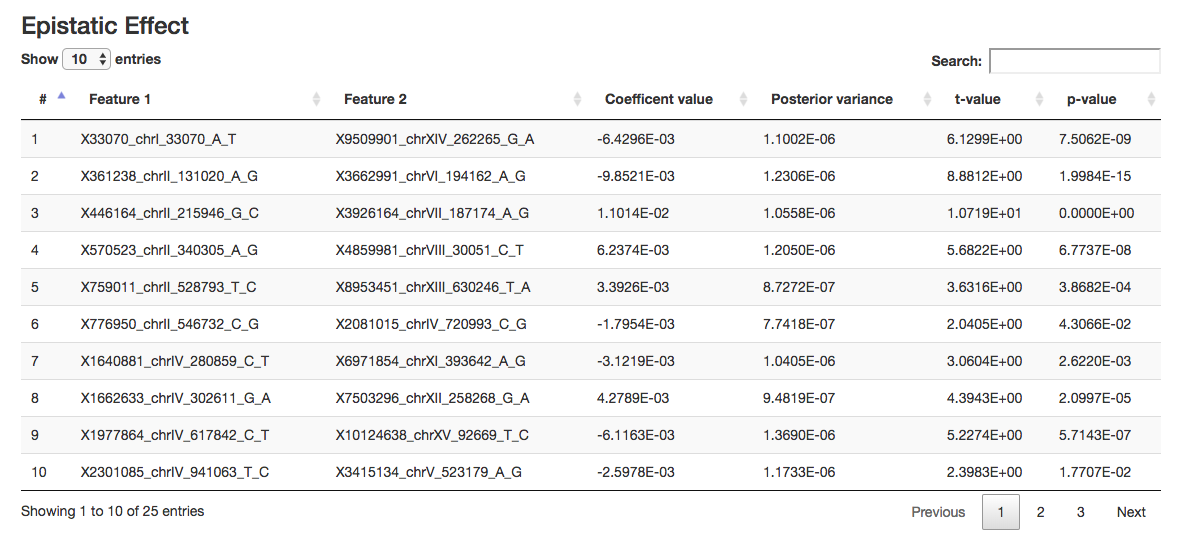 Epistatic Effect
Show 10 entries Search:
# Feature 1 Feature 2 Coefficent value Posterior variance t-value p-value
1 X33070_chrI_33070_A_T X9509901_chrXIV_262265_G_A -6.4296E-03 1.1002E-06 6.1299E+00 7.5062E-09
2 X361238_chrII_131020_A_G X3662991_chrVI_194162_A_G -9.8521E-03 1.2306E-06 8.8812E+00 1.9984E-15
3 X446164_chrII_215946_G_C X3926164_chrVII_187174_A_G 1.1014E-02 1.0558E-06 1.0719E+01 0.0000E+00
4 X570523_chrII_340305_A_G X4859981_chrVIII_30051_C_T 6.2374E-03 1.2050E-06 5.6822E+00 6.7737E-08
5 X759011_chrII_528793_T_C X8953451_chrXIII_630246_T_A 3.3926E-03 8.7272E-07 3.6316E+00 3.8682E-04
6 X776950_chrII_546732_C_G X2081015_chrIV_720993_C_G -1.7954E-03 7.7418E-07 2.0405E+00 4.3066E-02
7 X1640881_chrIV_280859_C_T X6971854_chrXI_393642_A_G -3.1219E-03 1.0405E-06 3.0604E+00 2.6220E-03
8 X1662633_chrIV_302611_G_A X7503296_chrXII_258268_G_A 4.2789E-03 9.4819E-07 4.3943E+00 2.0997E-05
9 X1977864_chrIV_617842_C_T X10124638_chrXV_92669_T_C -6.1163E-03 1.3690E-06 5.2274E+00 5.7143E-07
10 X2301085_chrIV_941063_T_C X3415134_chrV_523179_A_G -2.5978E-03 1.1733E-06 2.3983E+00 1.7707E-02
Showing 1 to 10 of 25 entries Previous 1 2 3 Next